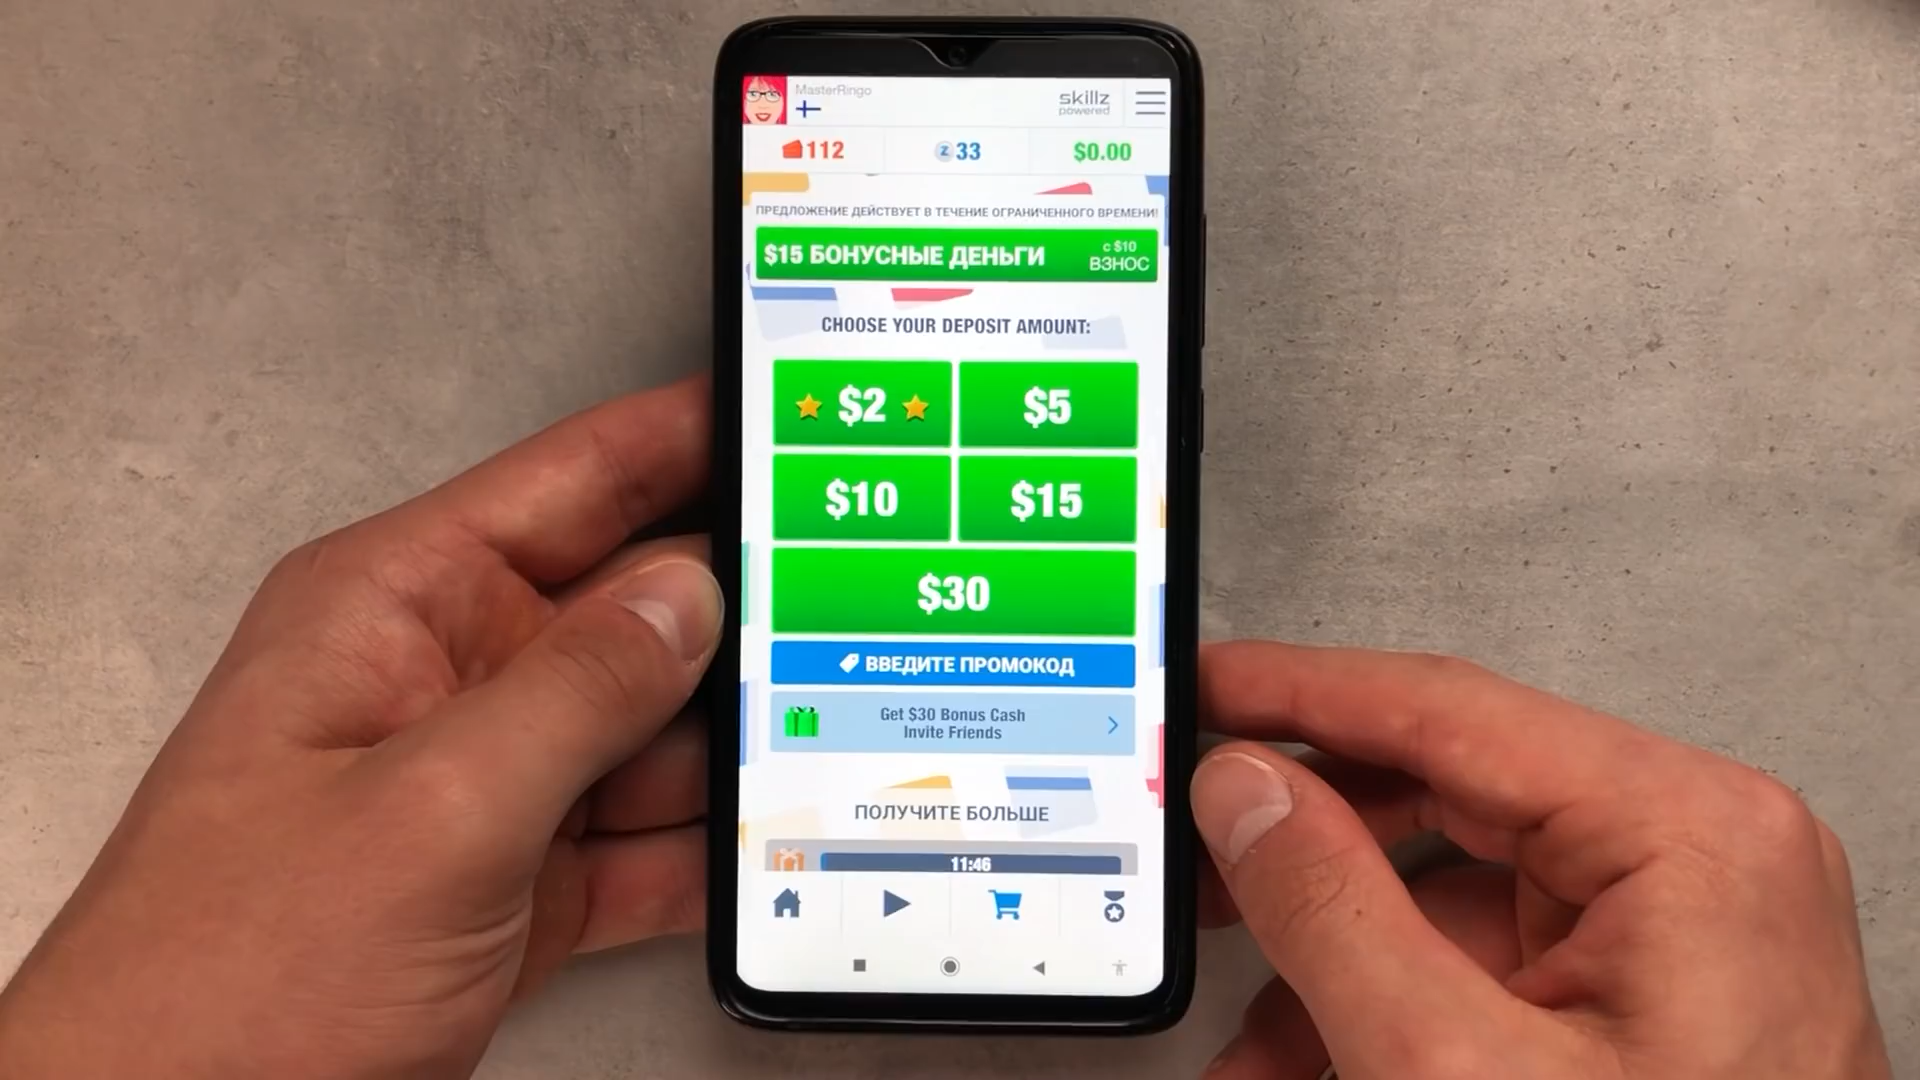 MasterRingo
skillz
powered
112
Z 33
$0.00
ПРЕДЛОЖЕНИЕ ДЕЙСТВУЕТ В ТЕЧЕНИЕ ОГРАНИЧЕННОГО ВРЕМЕНИ!
$15 БОНУСНЫЕ ДЕНЬГИ
с $10
ВЗНОС
CHOOSE YOUR DEPOSIT AMOUNT:
$2
$5
$10
$15
$30
ВВЕДИТЕ ПРОМОКОД
Get $30 Bonus Cash
Invite Friends
ПОЛУЧИТЕ БОЛЬШЕ
11:46